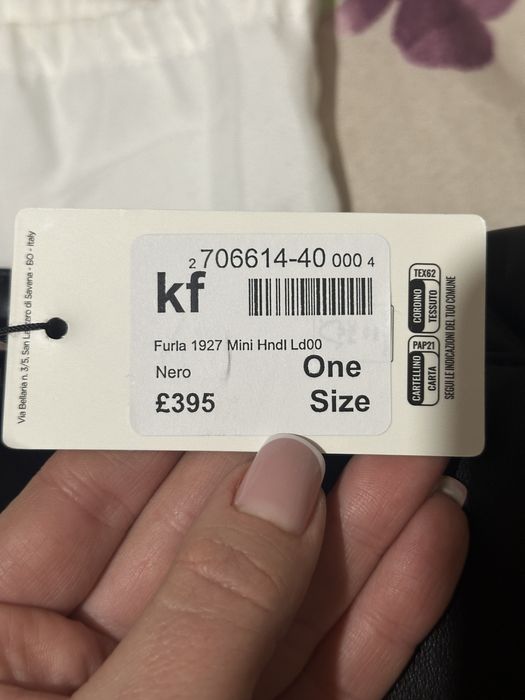 Via Bellaria n. 3/5, San Lazzaro di Savena - BO - Italy
2 706614-40 000 4
kf
Furla 1927 Mini Hndl Ld00
Nero
One
Size
£395
TEX62
CORDINO
TESSUTO
PAP21
CARTELLINO
CARTA
SEGUI LE INDICAZIONI DEL TUO COMUNE